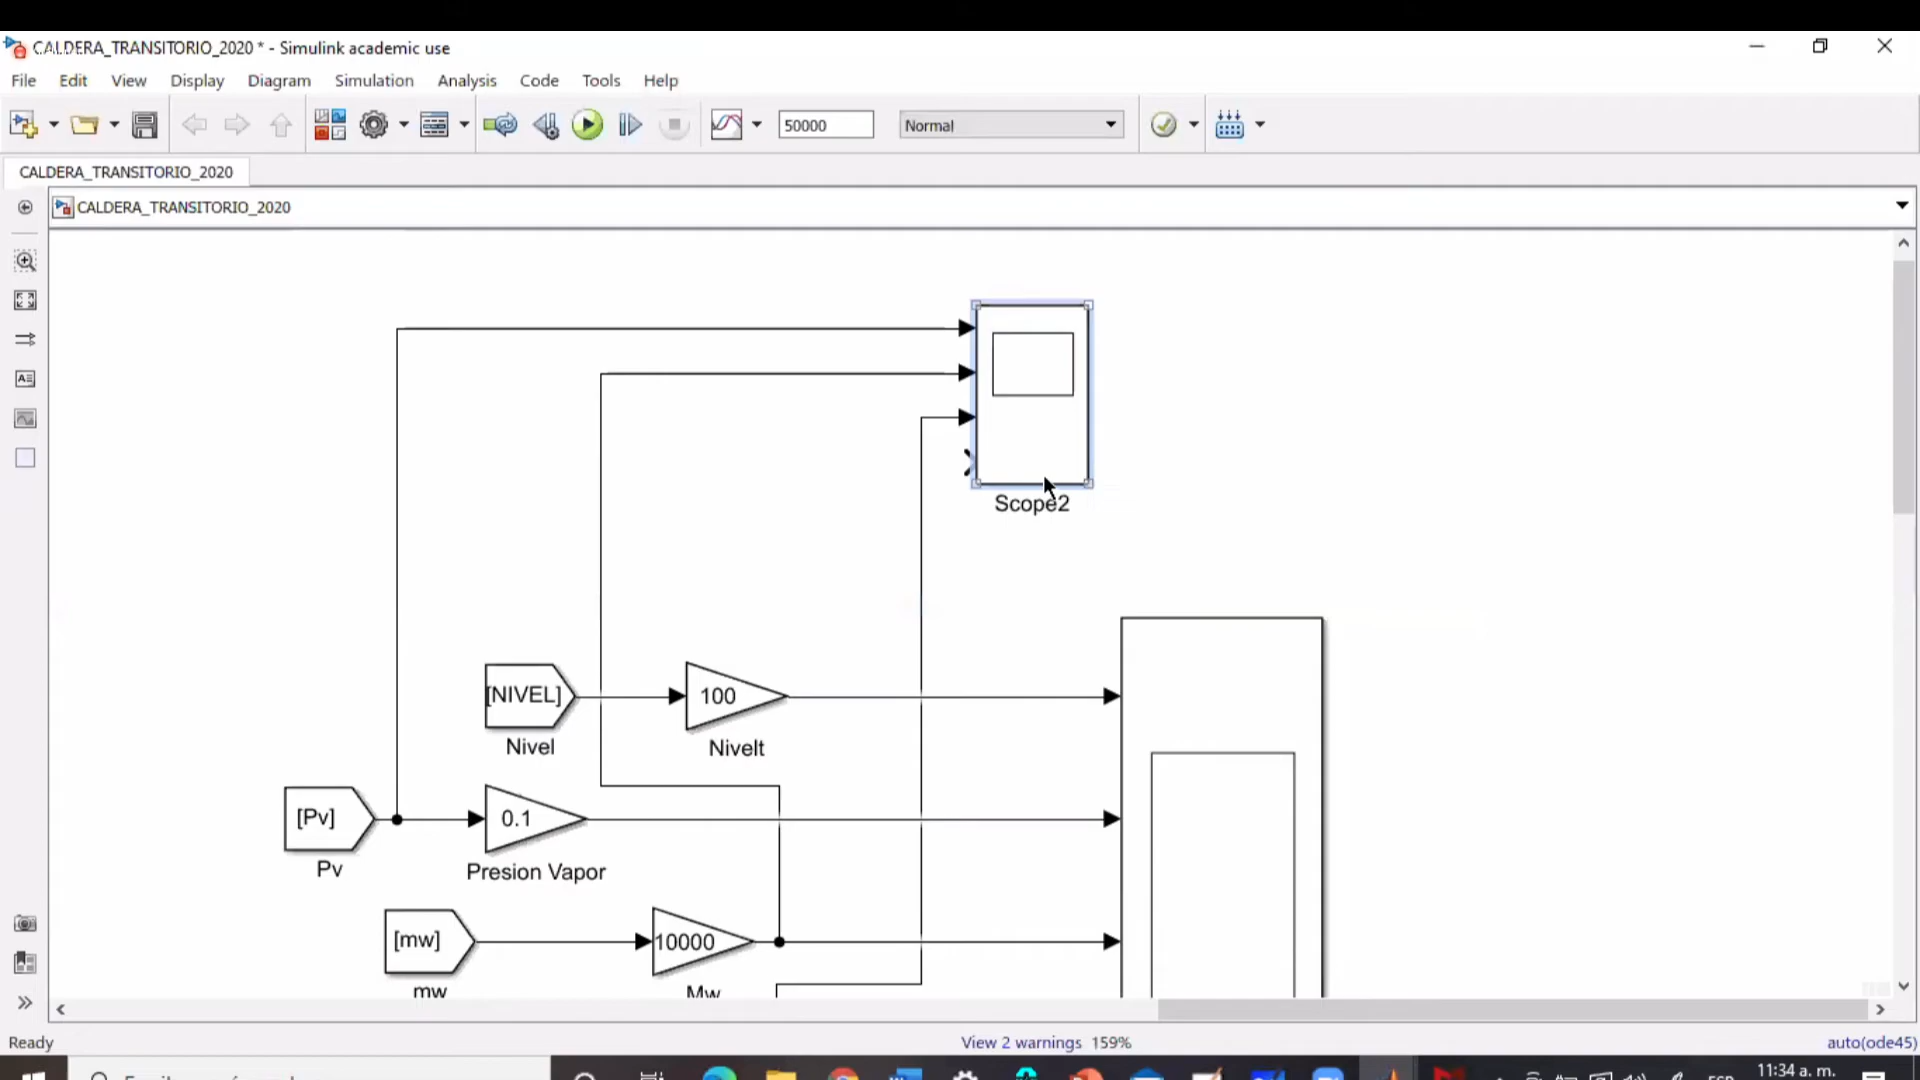 CALDERA_TRANSITORIO_2020 * - Simulink academic use
File Edit View Display Diagram Simulation Analysis Code Tools Help
50000 Normal
CALDERA_TRANSITORIO_2020
CALDERA_TRANSITORIO_2020
Scope2
[NIVEL] 100
Nivel Nivelt
[Pv] 0.1
Pv Presion Vapor
[mw] 10000
mw Mw
Ready View 2 warnings 159% auto(ode45)
11:34 a. m.